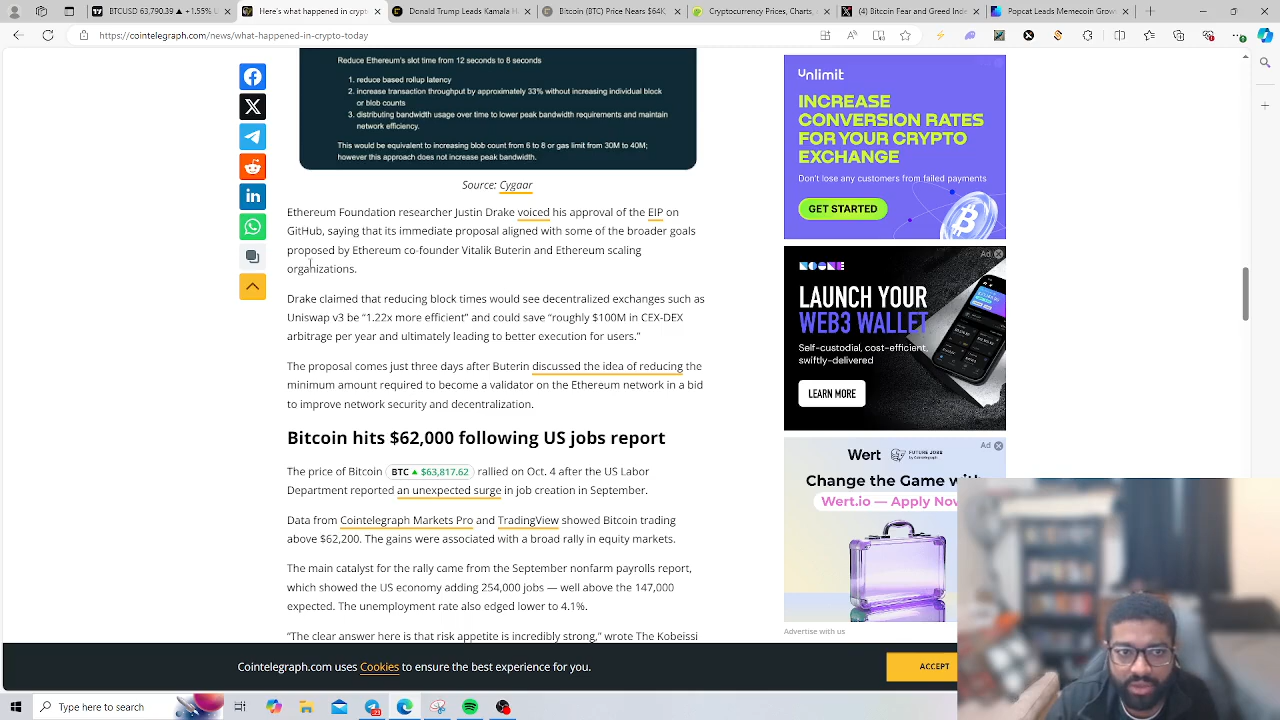 BTCUSD 63,790.39 ▲ +1.55%
Here's what happened in crypto
Dogwifhat Meme Trader Loses
Bitcoin (BTC) Price Nears $64K
Cryptocurrency Prices, Charts,
Popcat Leads Memecoin Boom
https://cointelegraph.com/news/what-happened-in-crypto-today
Reduce Ethereum's slot time from 12 seconds to 8 seconds
1. reduce based rollup latency
2. increase transaction throughput by approximately 33% without increasing individual block
or blob counts
3. distributing bandwidth usage over time to lower peak bandwidth requirements and maintain
network efficiency.
This would be equivalent to increasing blob count from 6 to 8 or gas limit from 30M to 40M;
however this approach does not increase peak bandwidth.
Source: Cygaar
Ethereum Foundation researcher Justin Drake voiced his approval of the EIP on
GitHub, saying that its immediate proposal aligned with some of the broader goals
proposed by Ethereum co-founder Vitalik Buterin and Ethereum scaling
organizations.
Drake claimed that reducing block times would see decentralized exchanges such as
Uniswap v3 be "1.22x more efficient" and could save "roughly $100M in CEX-DEX
arbitrage per year and ultimately leading to better execution for users."
The proposal comes just three days after Buterin discussed the idea of reducing the
minimum amount required to become a validator on the Ethereum network in a bid
to improve network security and decentralization.
Bitcoin hits $62,000 following US jobs report
The price of Bitcoin BTC ▲ $63,817.62 rallied on Oct. 4 after the US Labor
Department reported an unexpected surge in job creation in September.
Data from Cointelegraph Markets Pro and TradingView showed Bitcoin trading
above $62,200. The gains were associated with a broad rally in equity markets.
The main catalyst for the rally came from the September nonfarm payrolls report,
which showed the US economy adding 254,000 jobs — well above the 147,000
expected. The unemployment rate also edged lower to 4.1%.
"The clear answer here is that risk appetite is incredibly strong," wrote The Kobeissi
unlimit
INCREASE
CONVERSION RATES
FOR YOUR CRYPTO
EXCHANGE
Don't lose any customers from failed payments
GET STARTED
Ad
LAUNCH YOUR
WEB3 WALLET
Self-custodial, cost-efficient,
swiftly-delivered
LEARN MORE
Ad
Wert
FUTURE JOBS
by Cointelegraph
Change the Game with
Wert.io — Apply Now
Advertise with us
Cointelegraph.com uses Cookies to ensure the best experience for you.
ACCEPT
Type here to search